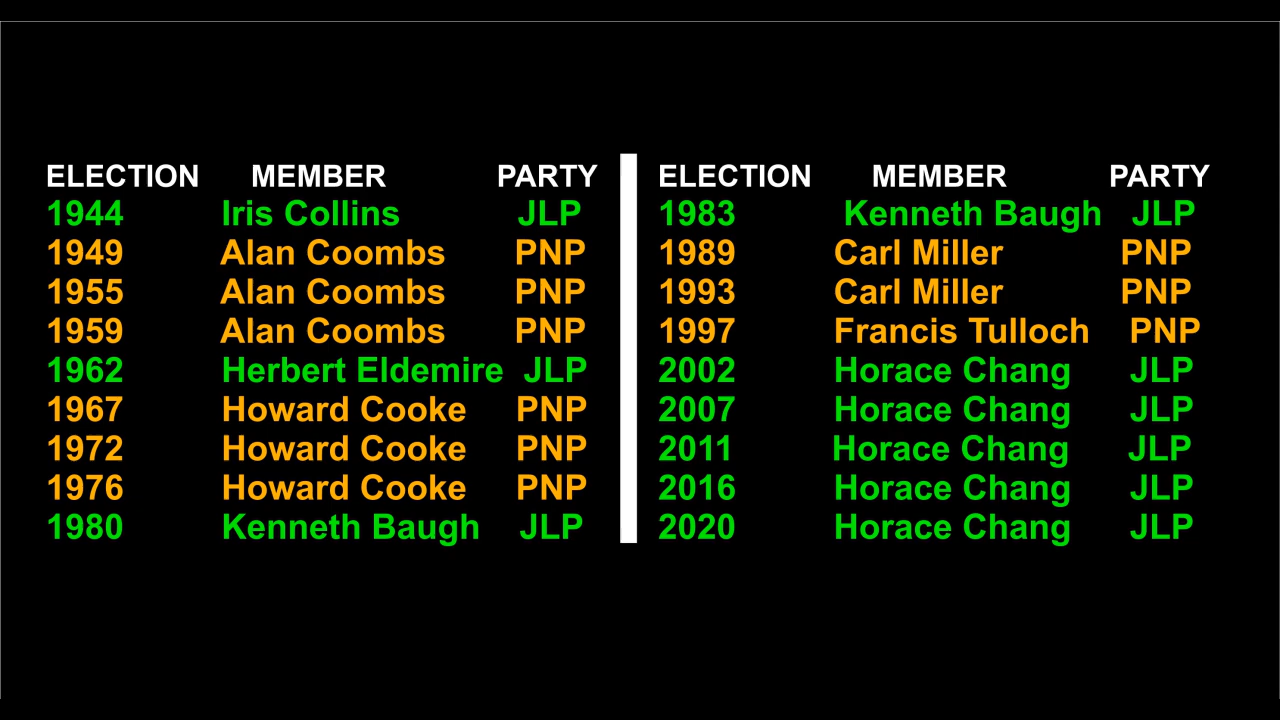 ELECTION MEMBER PARTY
1944 Iris Collins JLP
1949 Alan Coombs PNP
1955 Alan Coombs PNP
1959 Alan Coombs PNP
1962 Herbert Eldemire JLP
1967 Howard Cooke PNP
1972 Howard Cooke PNP
1976 Howard Cooke PNP
1980 Kenneth Baugh JLP
ELECTION MEMBER PARTY
1983 Kenneth Baugh JLP
1989 Carl Miller PNP
1993 Carl Miller PNP
1997 Francis Tulloch PNP
2002 Horace Chang JLP
2007 Horace Chang JLP
2011 Horace Chang JLP
2016 Horace Chang JLP
2020 Horace Chang JLP